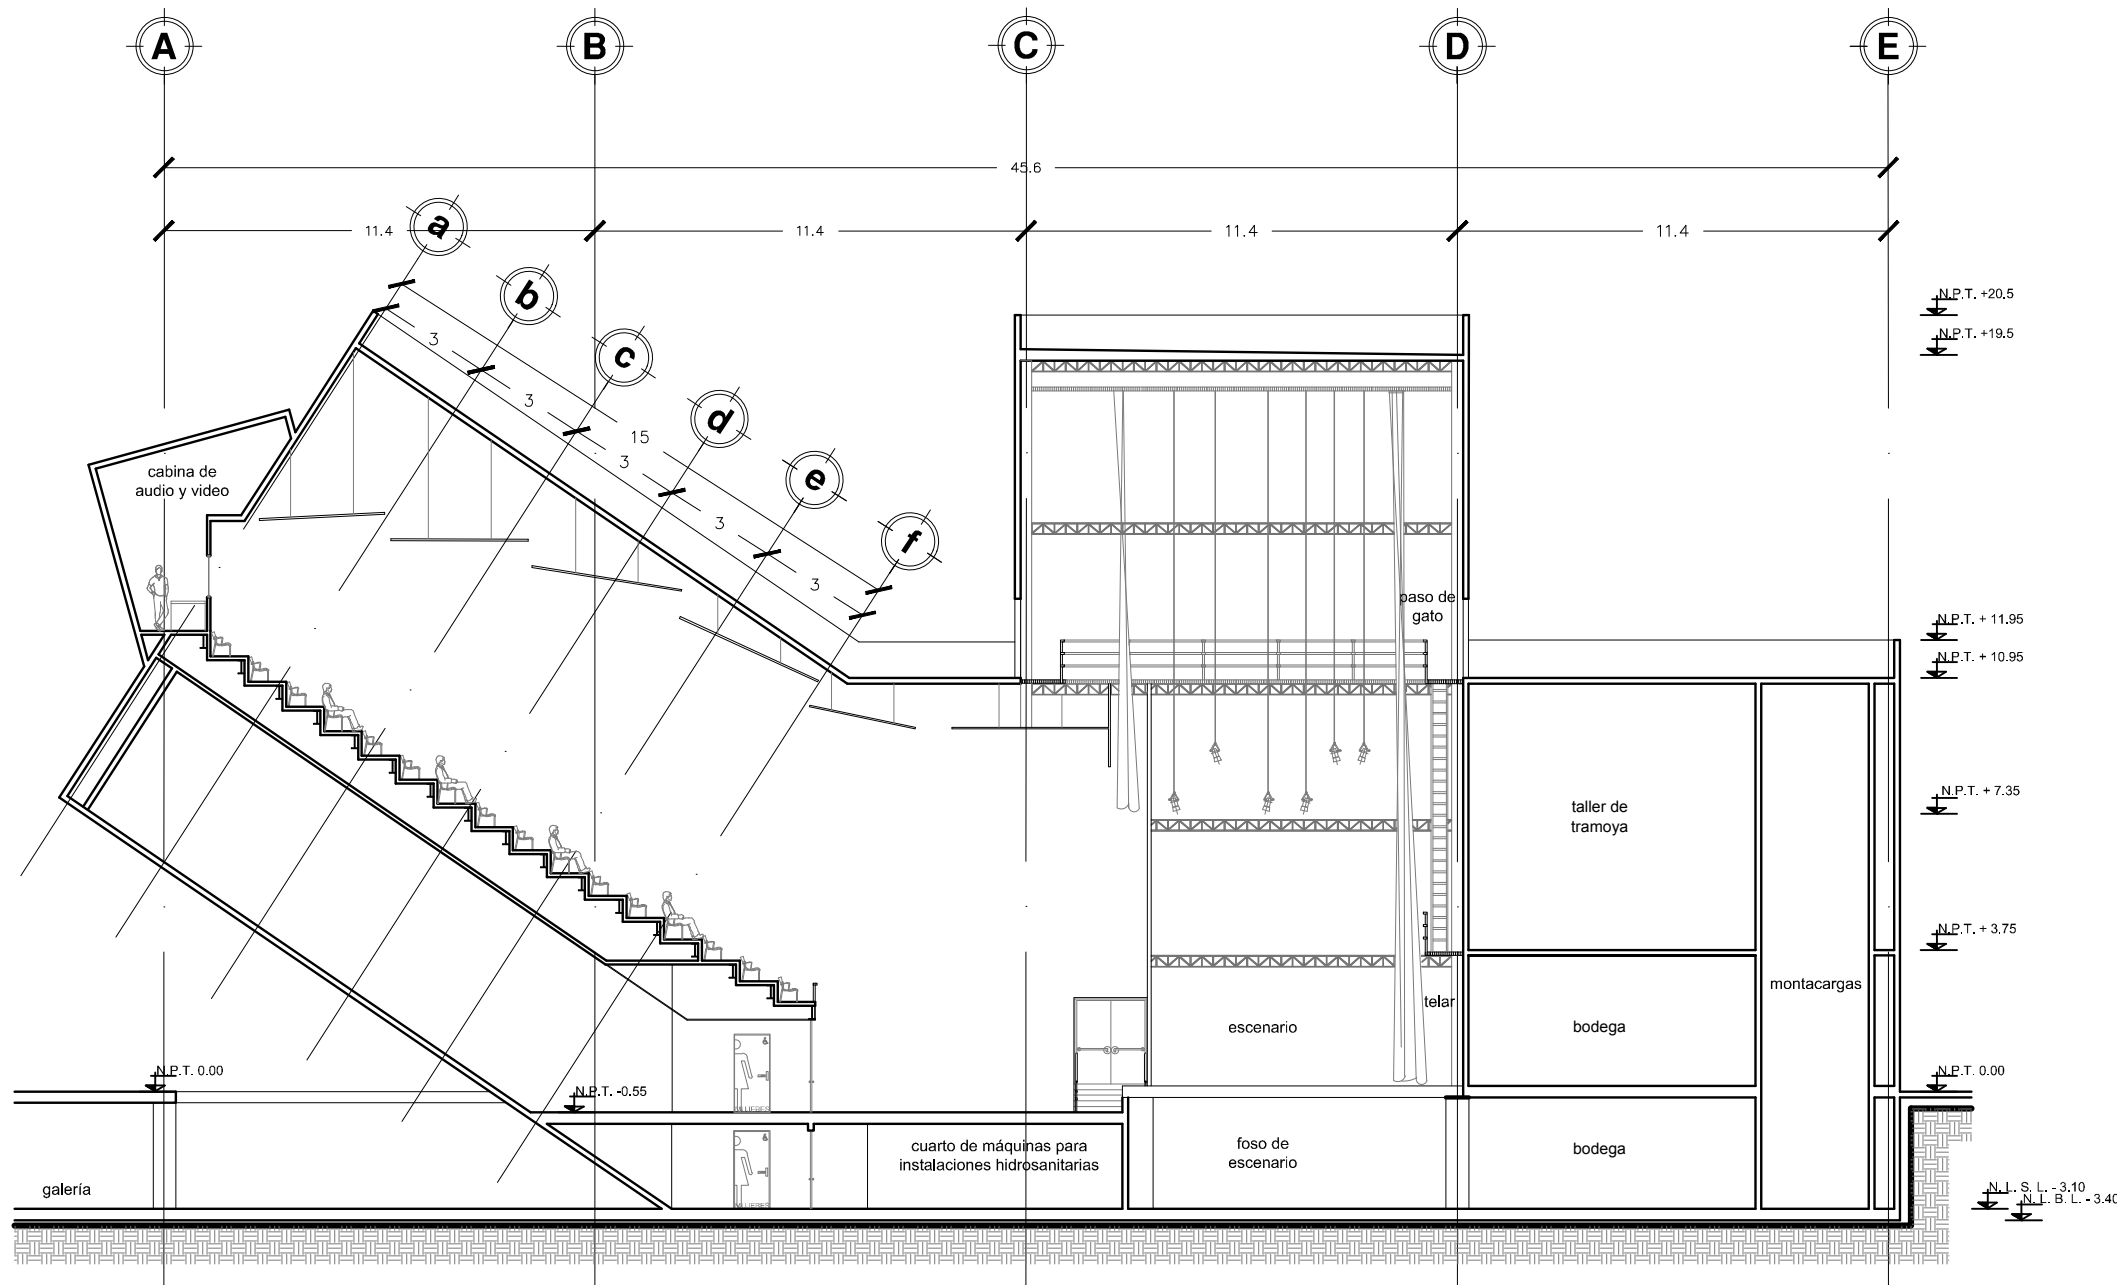 A
B
C
D
E
45.6
11.4
11.4
11.4
11.4
a
b
c
d
e
f
3
3
15
3
3
3
N.P.T. +20.5
N.P.T. +19.5
cabina de
audio y video
paso de
gato
N.P.T. + 11.95
N.P.T. + 10.95
N.P.T. + 7.35
taller de
tramoya
N.P.T. + 3.75
montacargas
telar
escenario
bodega
N.P.T. 0.00
N.P.T. -0.55
N.P.T. 0.00
MUJERES
cuarto de máquinas para
instalaciones hidrosanitarias
foso de
escenario
bodega
galería
MUJERES
N. L. S. L. - 3.10
N. L. B. L. - 3.40